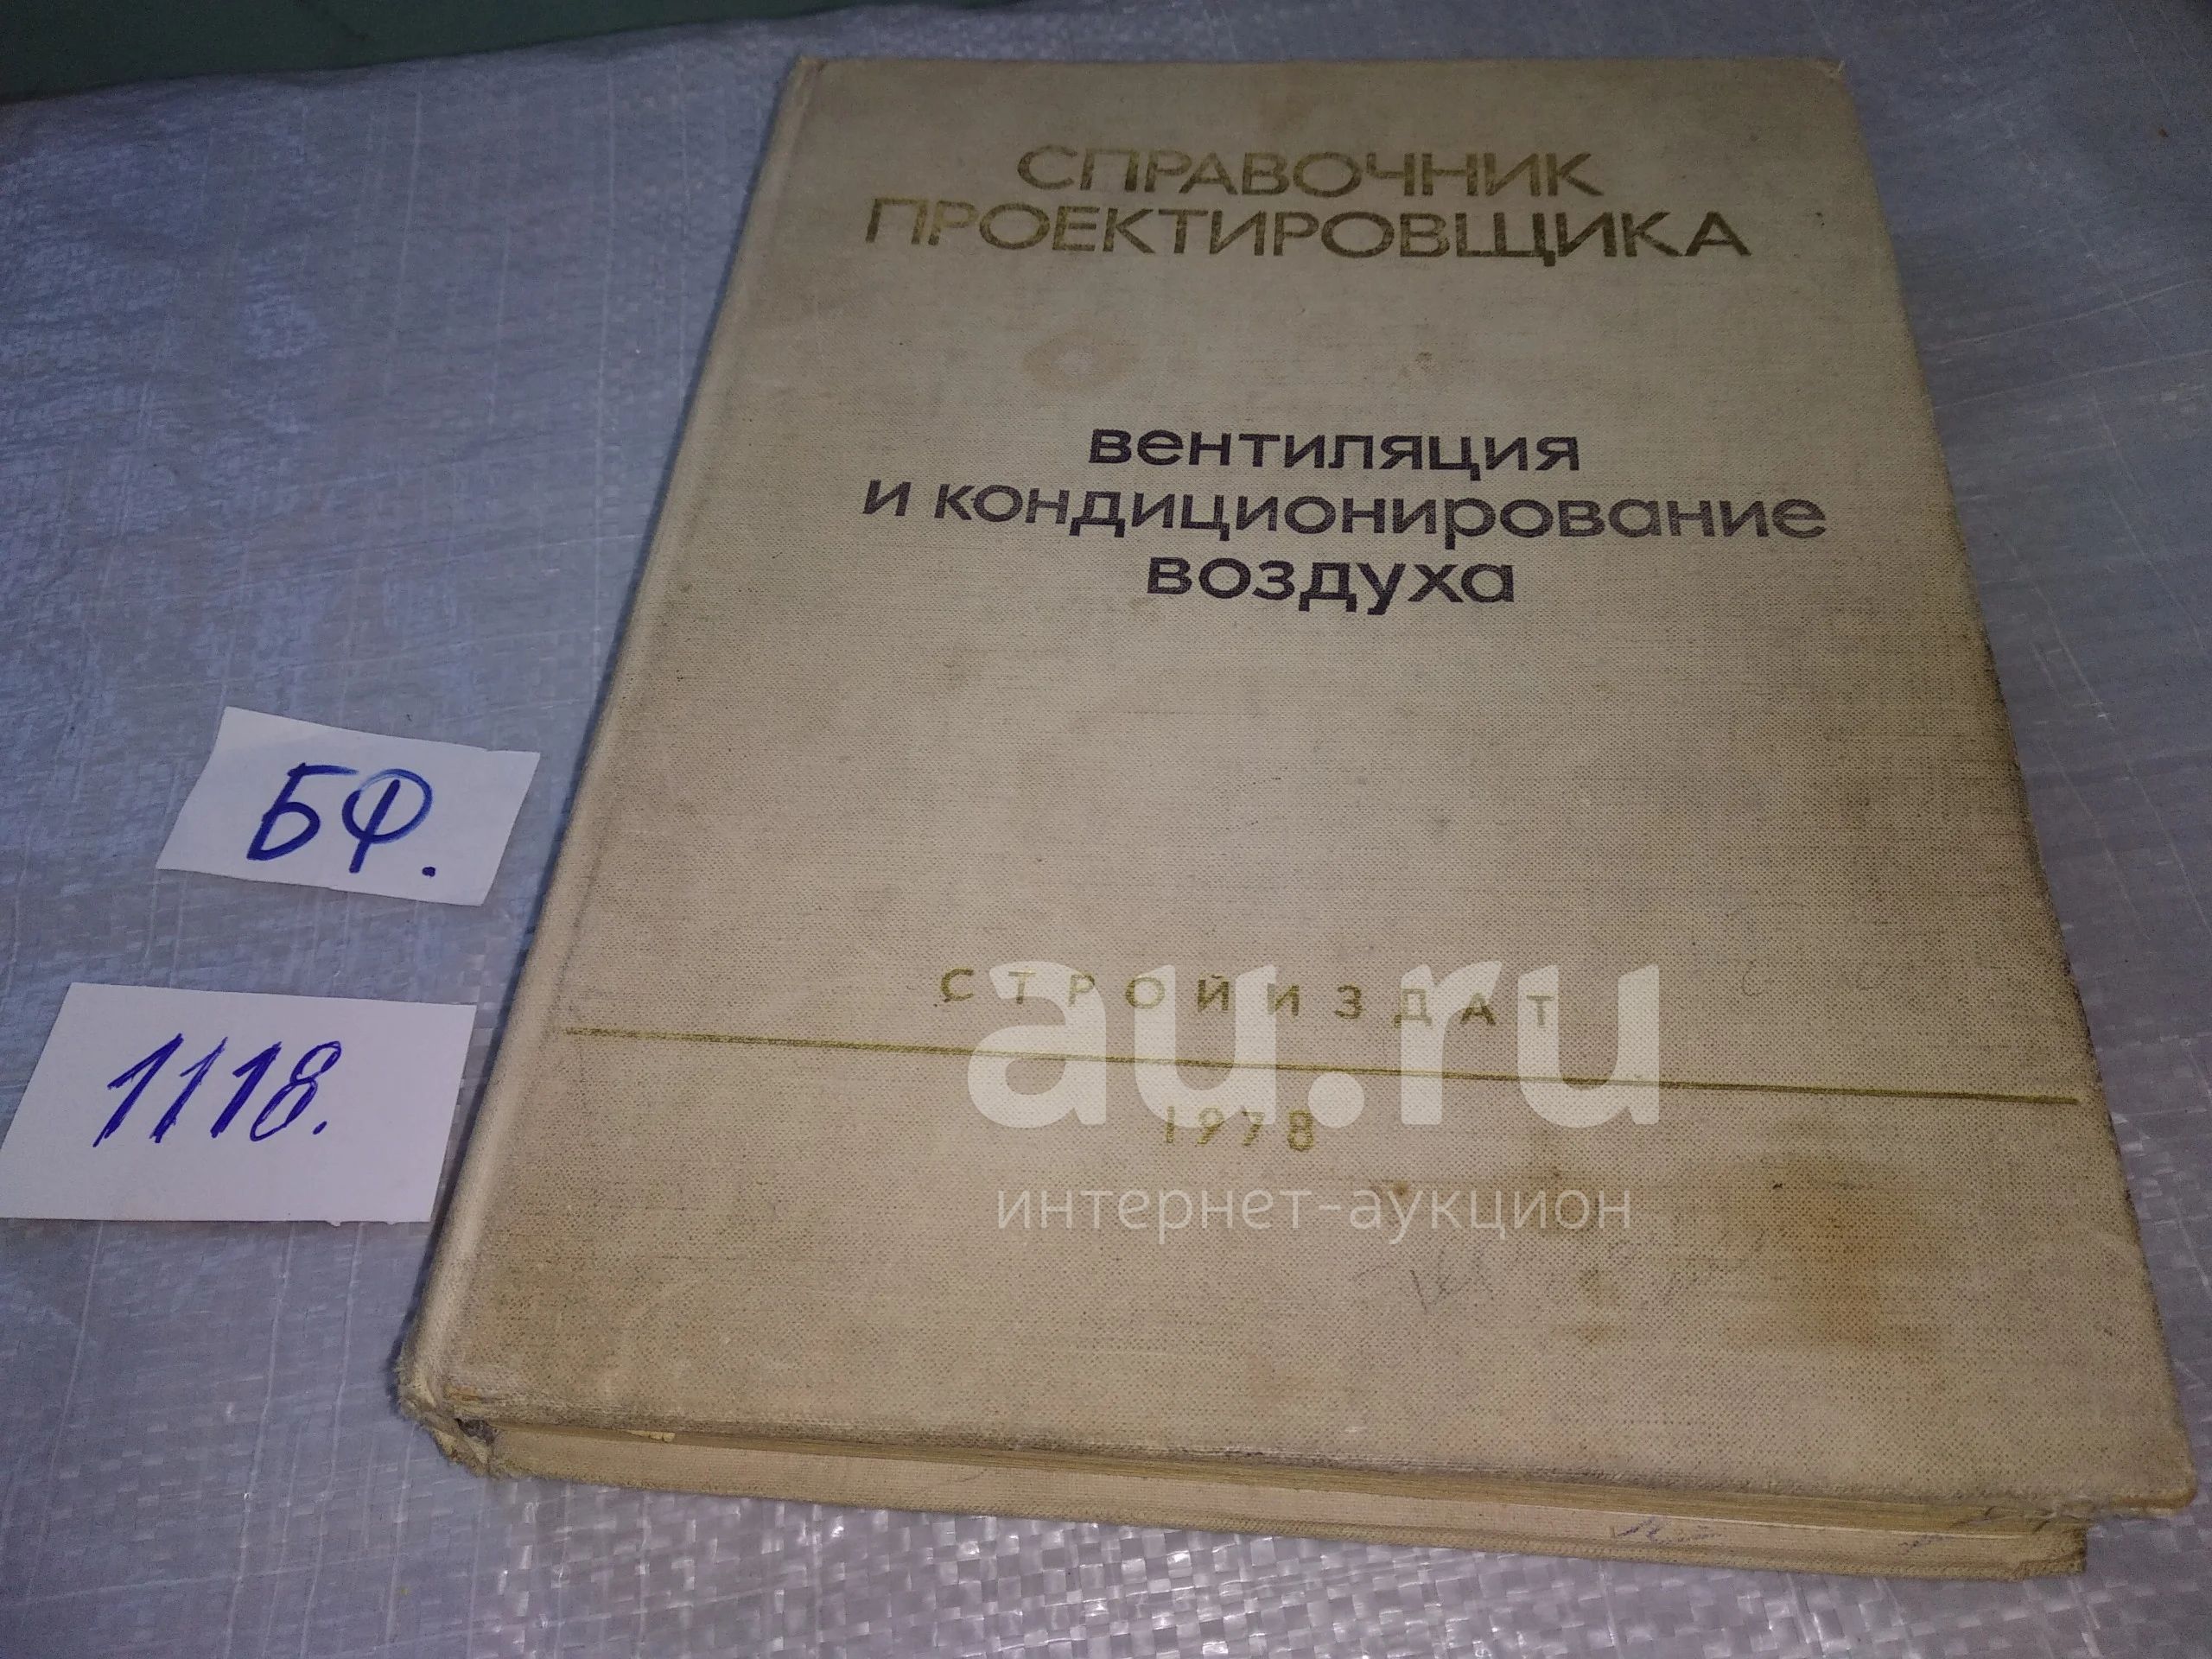 СПРАВОЧНИК
ПРОЕКТИРОВЩИКА
вентиляция
и кондиционирование
воздуха
БФ.
1118.
СТРОЙИЗДАТ
1978
au.ru
интернет-аукцион